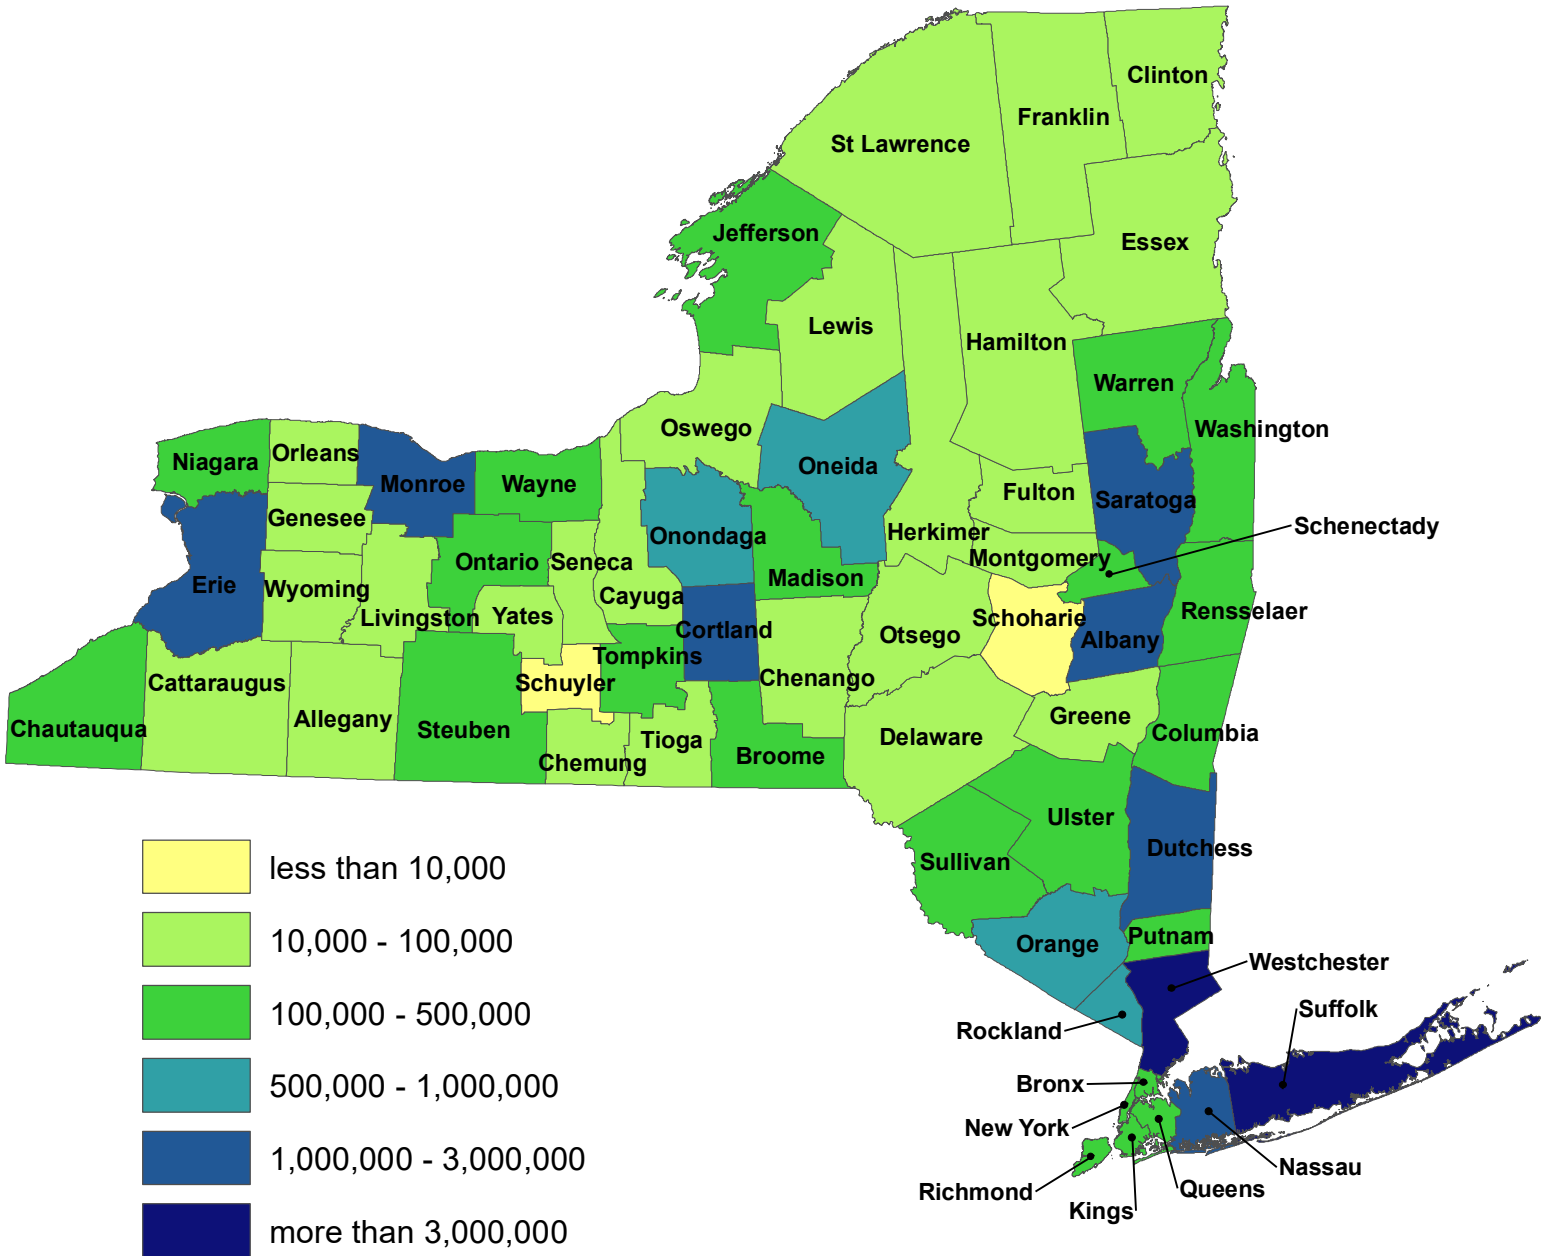 Clinton
Franklin
St Lawrence
Jefferson
Essex
Lewis
Hamilton
Warren
Oswego
Washington
Orleans
Niagara
Oneida
Monroe
Wayne
Fulton
Saratoga
Genesee
Schenectady
Herkimer
Onondaga
Montgomery
Ontario
Seneca
Madison
Erie
Wyoming
Cayuga
Rensselaer
Livingston
Yates
Schoharie
Cortland
Otsego
Albany
Tompkins
Chenango
Cattaraugus
Schuyler
Greene
Allegany
Chautauqua
Steuben
Columbia
Delaware
Tioga
Broome
Chemung
Ulster
Dutchess
Sullivan
less than 10,000
Putnam
Orange
10,000 - 100,000
Westchester
Suffolk
100,000 - 500,000
Rockland
Bronx
500,000 - 1,000,000
New York
1,000,000 - 3,000,000
Nassau
Queens
Richmond
Kings
more than 3,000,000